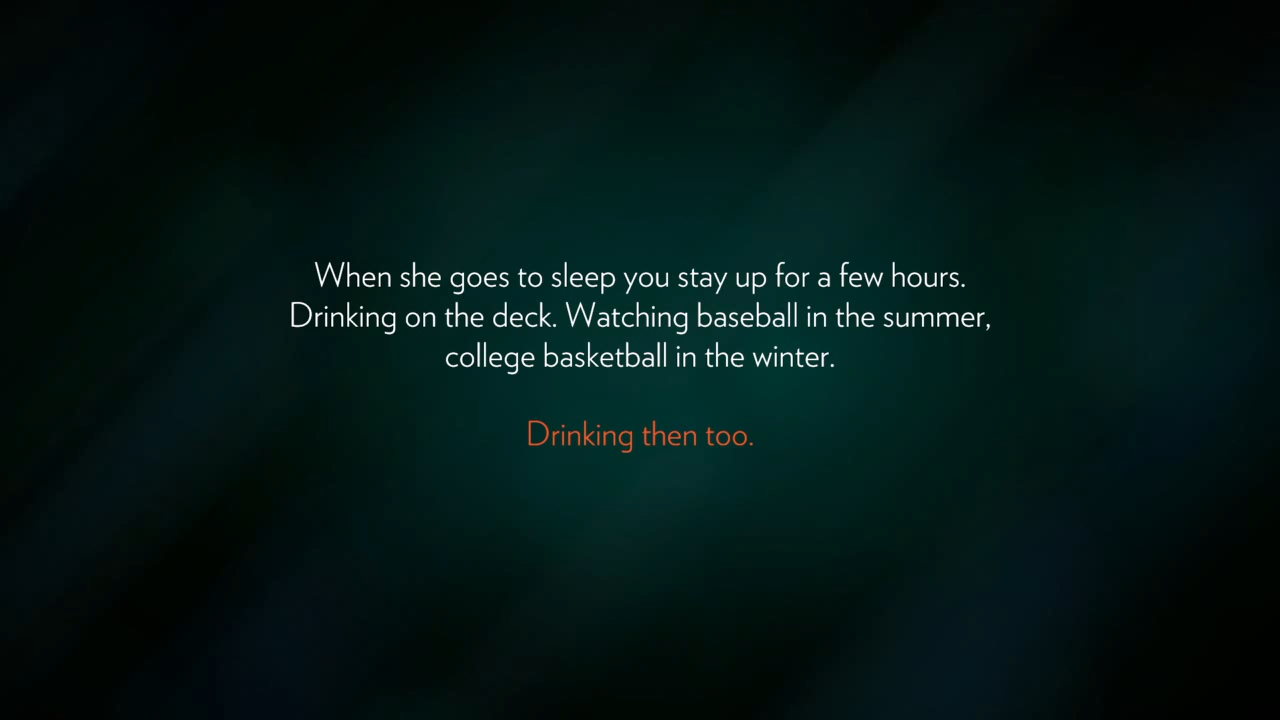 When she goes to sleep you stay up for a few hours.
Drinking on the deck. Watching baseball in the summer,
college basketball in the winter.
Drinking then too.